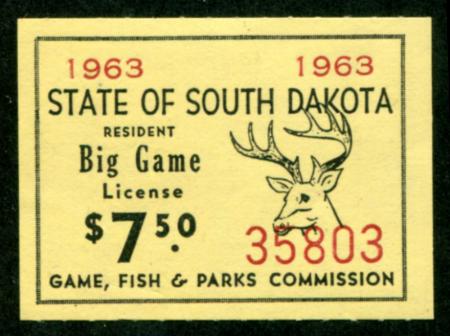 1963 1963
STATE OF SOUTH DAKOTA
RESIDENT
Big Game
License
$7.50
35803
GAME, FISH & PARKS COMMISSION